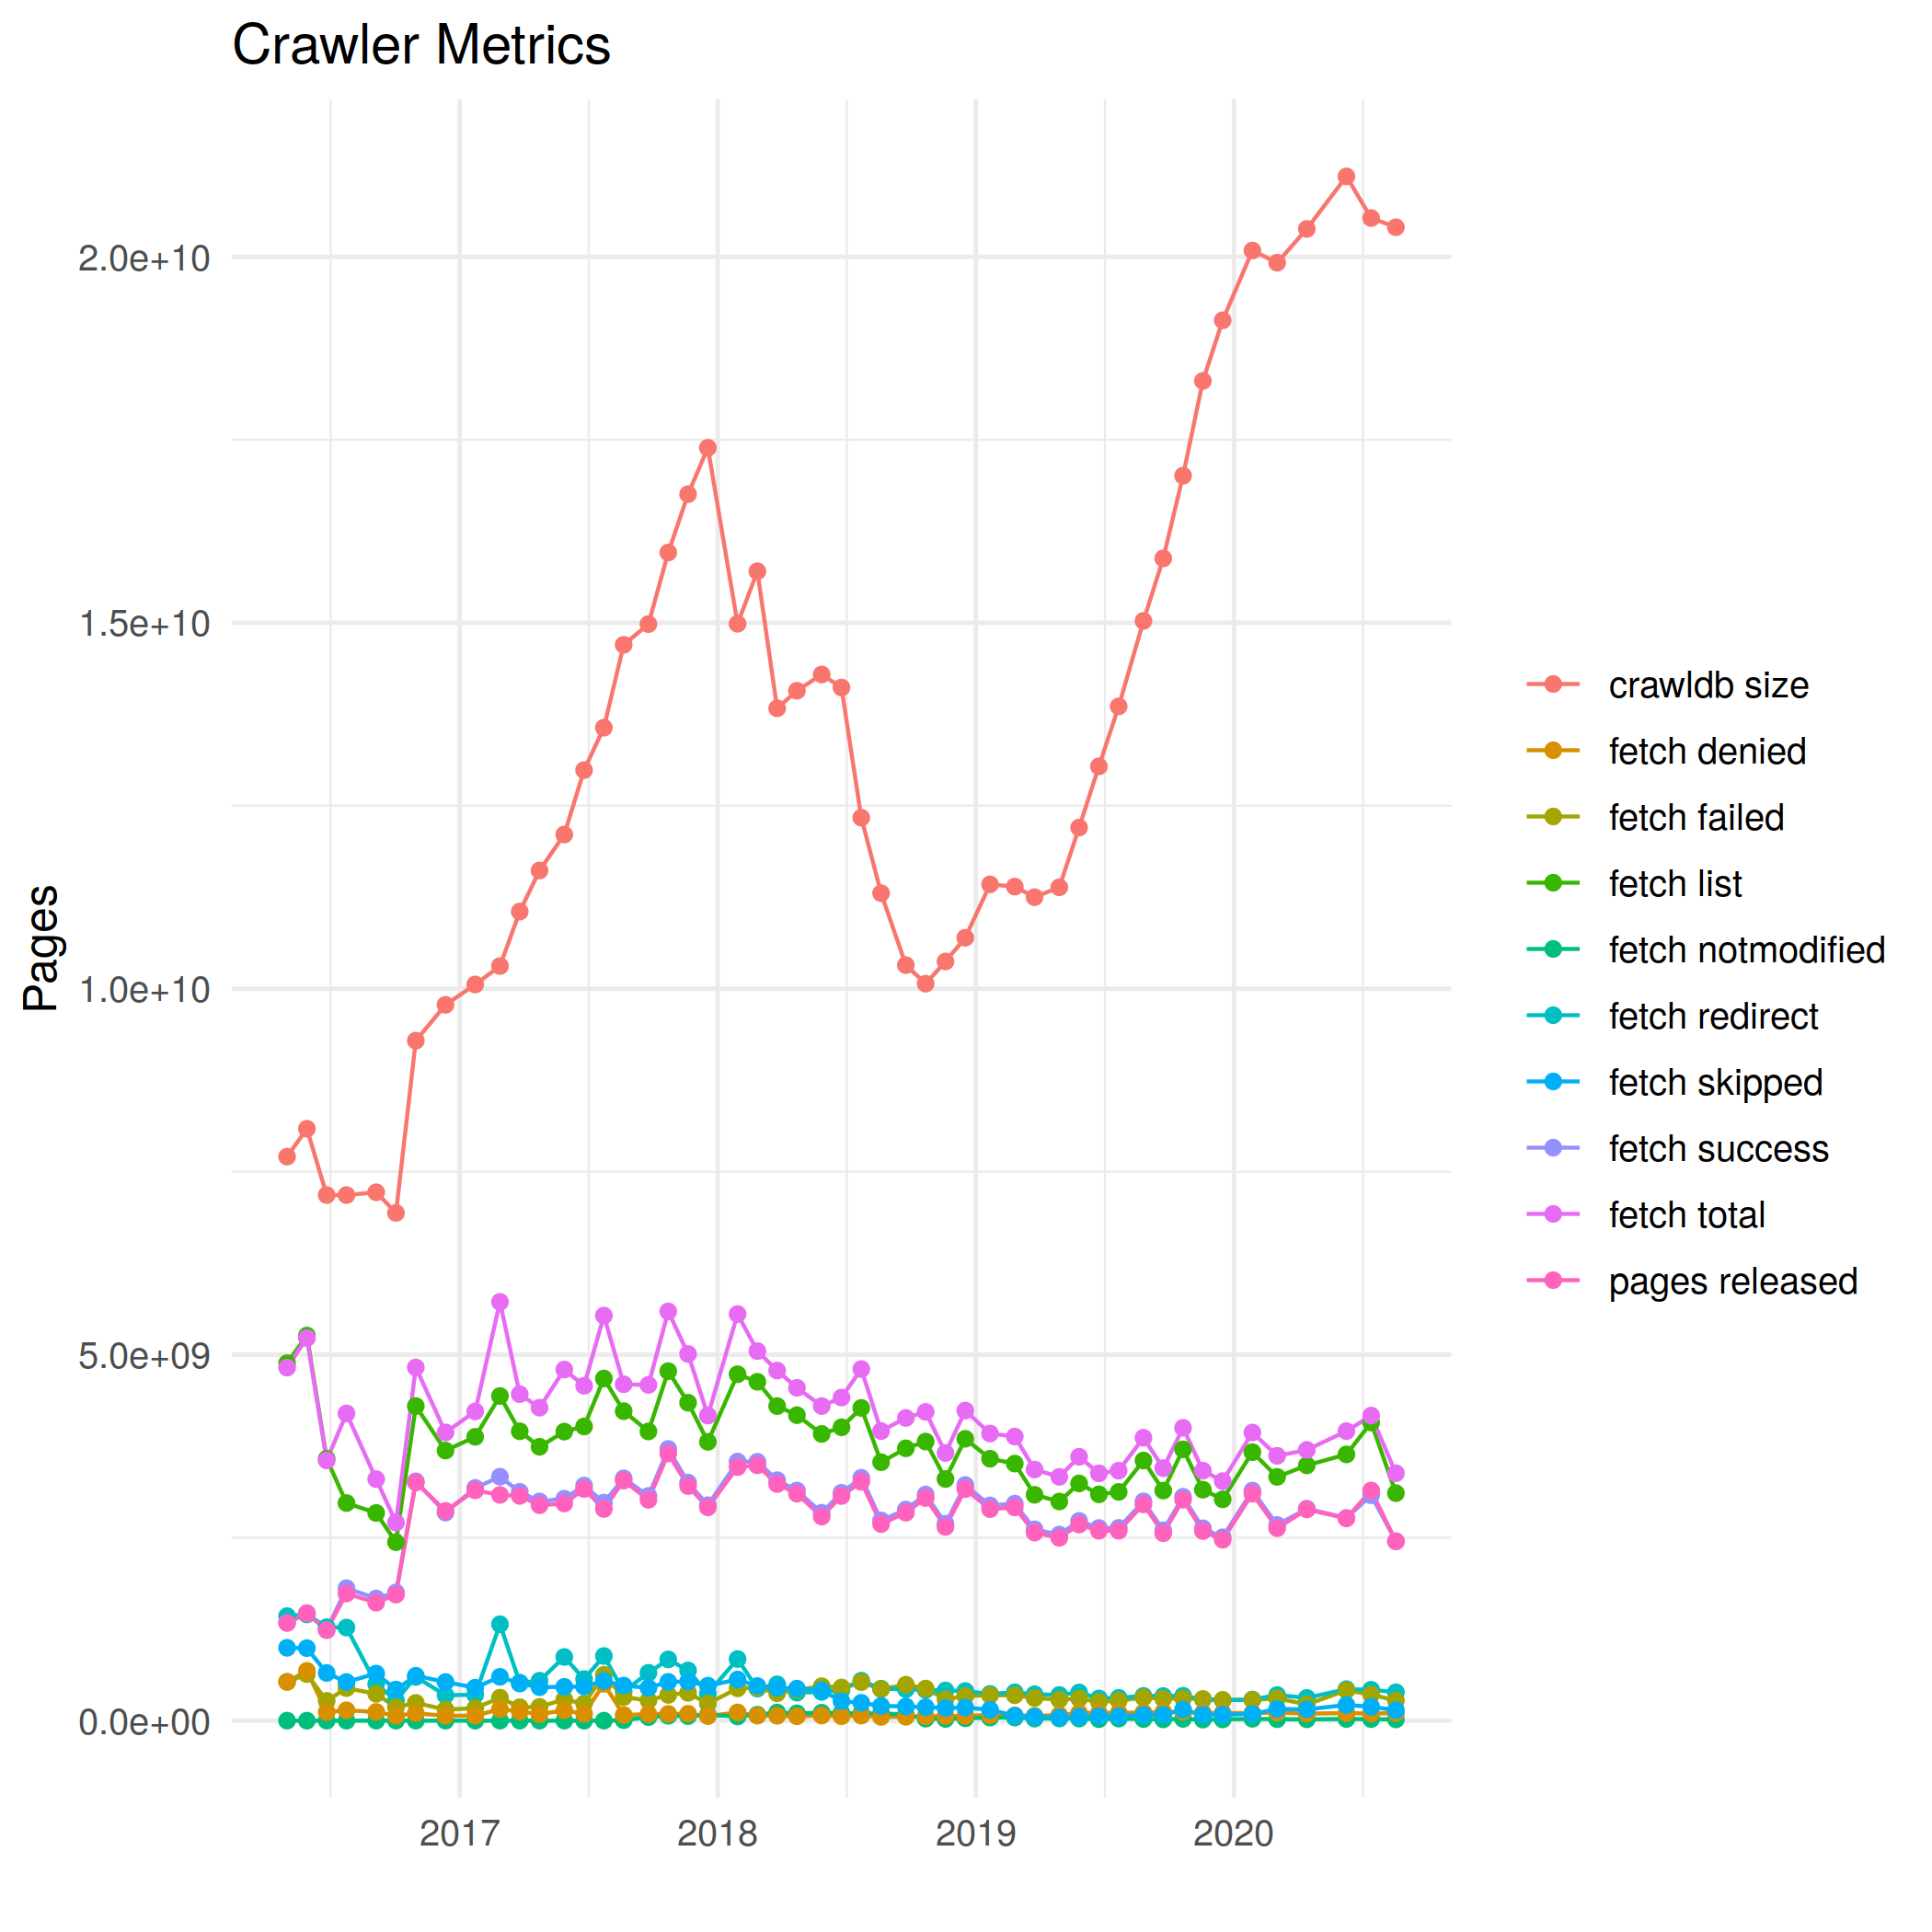 Crawler Metrics
Pages
2.0e+10
1.5e+10
1.0e+10
5.0e+09
0.0e+00
2017
2018
2019
2020
crawldb size
fetch denied
fetch failed
fetch list
fetch notmodified
fetch redirect
fetch skipped
fetch success
fetch total
pages released